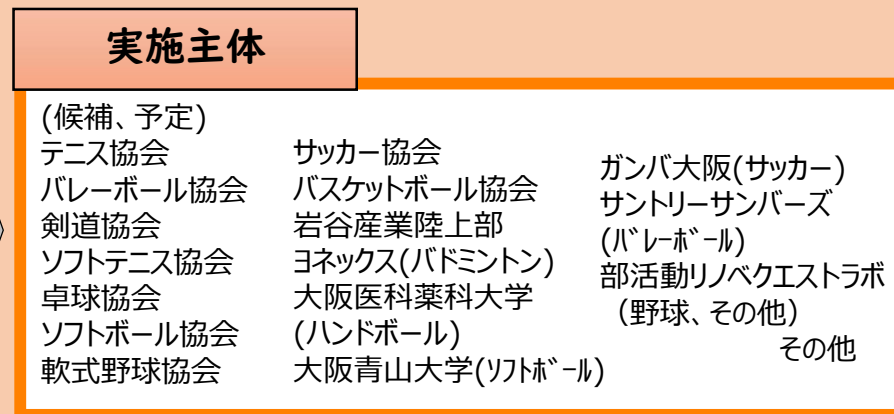 実施主体
(候補、予定)
テニス協会
バレーボール協会
剣道協会
ソフトテニス協会
卓球協会
ソフトボール協会
軟式野球協会
サッカー協会
バスケットボール協会
岩谷産業陸上部
ヨネックス(バドミントン)
大阪医科薬科大学
(ハンドボール)
大阪青山大学(ソフトボール)
ガンバ大阪(サッカー)
サントリーサンバーズ
(バレーボール)
部活動リノベクエストラボ
(野球、その他)
その他